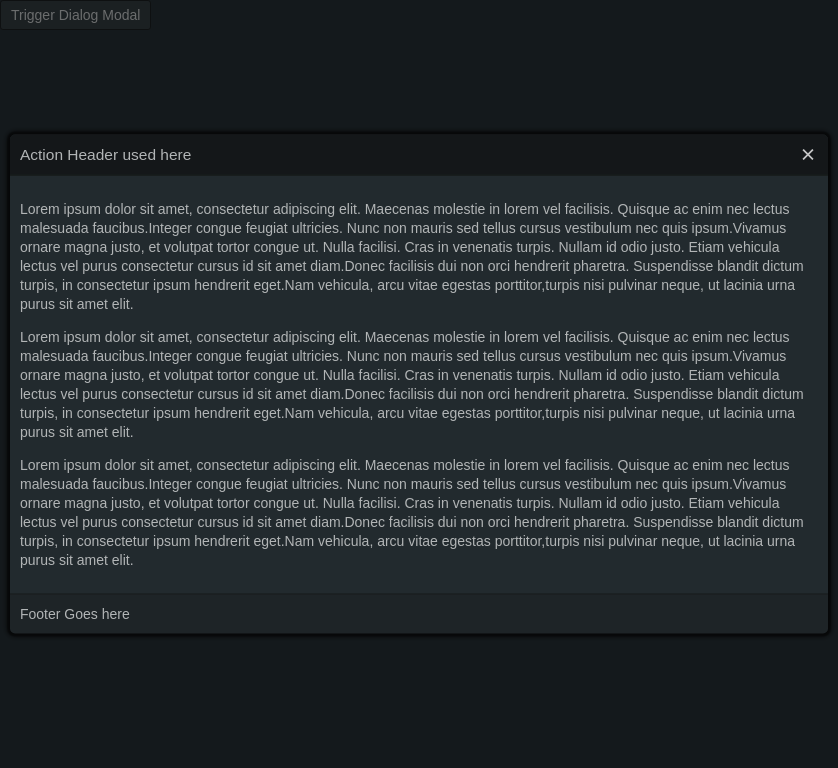 Trigger Dialog Modal
Action Header used here
Lorem ipsum dolor sit amet, consectetur adipiscing elit. Maecenas molestie in lorem vel facilisis. Quisque ac enim nec lectus
malesuada faucibus.Integer congue feugiat ultricies. Nunc non mauris sed tellus cursus vestibulum nec quis ipsum.Vivamus
ornare magna justo, et volutpat tortor congue ut. Nulla facilisi. Cras in venenatis turpis. Nullam id odio justo. Etiam vehicula
lectus vel purus consectetur cursus id sit amet diam.Donec facilisis dui non orci hendrerit pharetra. Suspendisse blandit dictum
turpis, in consectetur ipsum hendrerit eget.Nam vehicula, arcu vitae egestas porttitor,turpis nisi pulvinar neque, ut lacinia urna
purus sit amet elit.
Lorem ipsum dolor sit amet, consectetur adipiscing elit. Maecenas molestie in lorem vel facilisis. Quisque ac enim nec lectus
malesuada faucibus.Integer congue feugiat ultricies. Nunc non mauris sed tellus cursus vestibulum nec quis ipsum.Vivamus
ornare magna justo, et volutpat tortor congue ut. Nulla facilisi. Cras in venenatis turpis. Nullam id odio justo. Etiam vehicula
lectus vel purus consectetur cursus id sit amet diam.Donec facilisis dui non orci hendrerit pharetra. Suspendisse blandit dictum
turpis, in consectetur ipsum hendrerit eget.Nam vehicula, arcu vitae egestas porttitor,turpis nisi pulvinar neque, ut lacinia urna
purus sit amet elit.
Lorem ipsum dolor sit amet, consectetur adipiscing elit. Maecenas molestie in lorem vel facilisis. Quisque ac enim nec lectus
malesuada faucibus.Integer congue feugiat ultricies. Nunc non mauris sed tellus cursus vestibulum nec quis ipsum.Vivamus
ornare magna justo, et volutpat tortor congue ut. Nulla facilisi. Cras in venenatis turpis. Nullam id odio justo. Etiam vehicula
lectus vel purus consectetur cursus id sit amet diam.Donec facilisis dui non orci hendrerit pharetra. Suspendisse blandit dictum
turpis, in consectetur ipsum hendrerit eget.Nam vehicula, arcu vitae egestas porttitor,turpis nisi pulvinar neque, ut lacinia urna
purus sit amet elit.
Footer Goes here